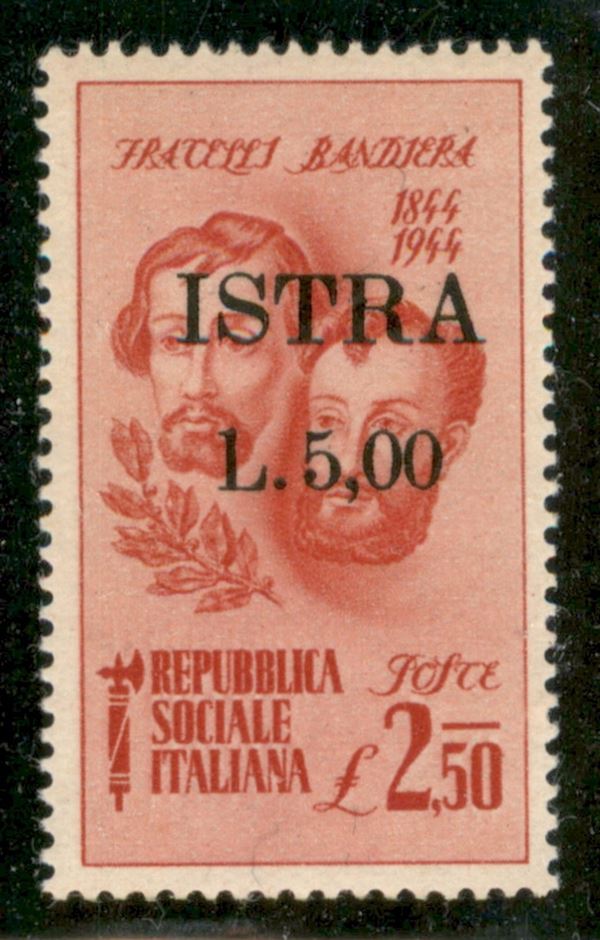 FRATELLI BANDIERA
1844
1944
ISTRA
L. 5,00
REPUBBLICA
SOCIALE
ITALIANA
POSTE
£ 2,50